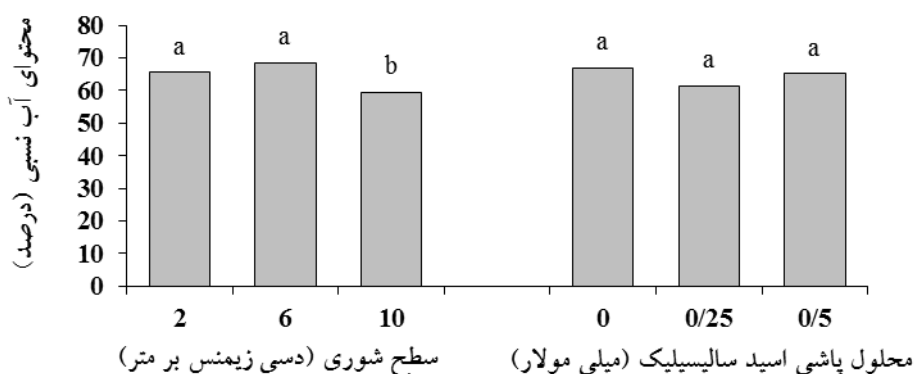 محتوای آب نسبی (درصد)
80
70
60
50
40
30
20
10
0
a a b a a a
2 6 10 0 0/25 0/5
سطح شوری (دسی زیمنس بر متر)
محلول پاشی اسید سالیسیلیک (میلی مولار)